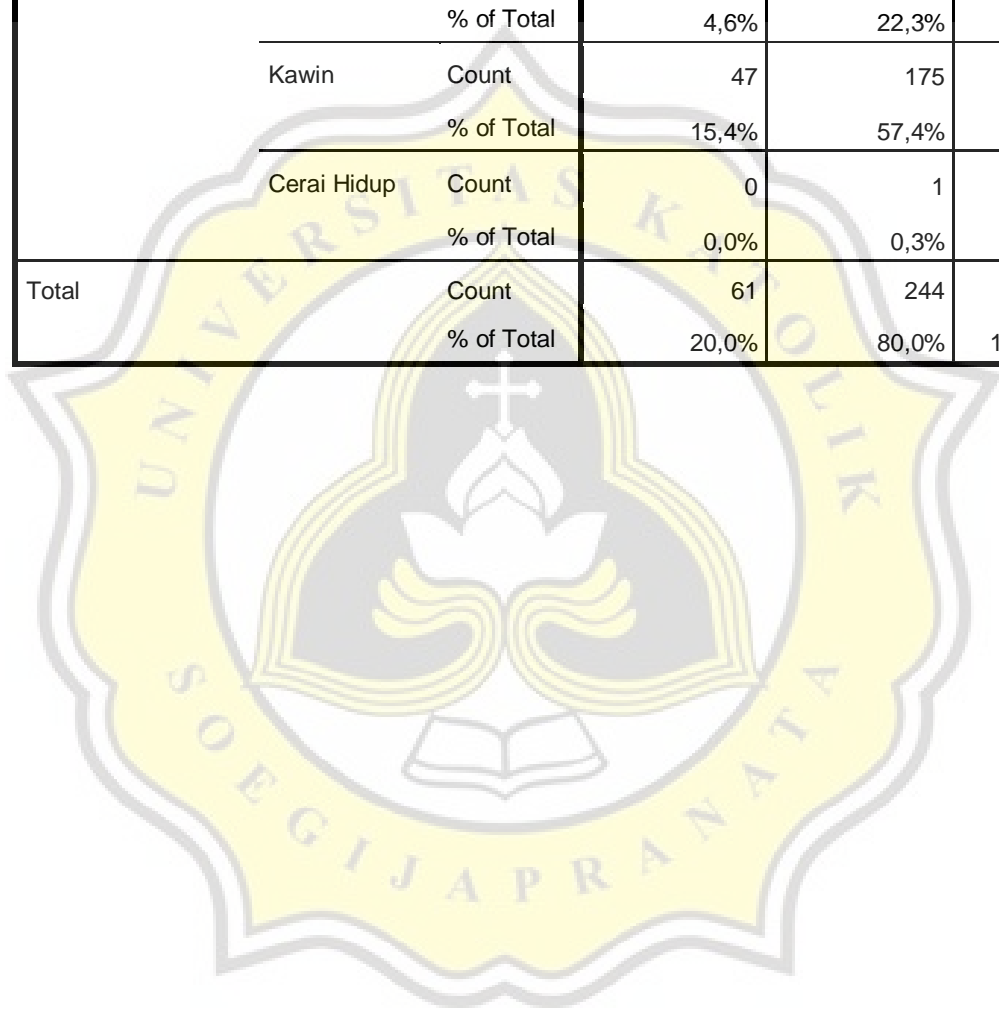 % of Total 4,6% 22,3%
Kawin Count 47 175
% of Total 15,4% 57,4%
Cerai Hidup Count 0 1
% of Total 0,0% 0,3%
Total Count 61 244
% of Total 20,0% 80,0% 1
UNIVERSITAS KATOLIK
SOEGIJAPRANATA